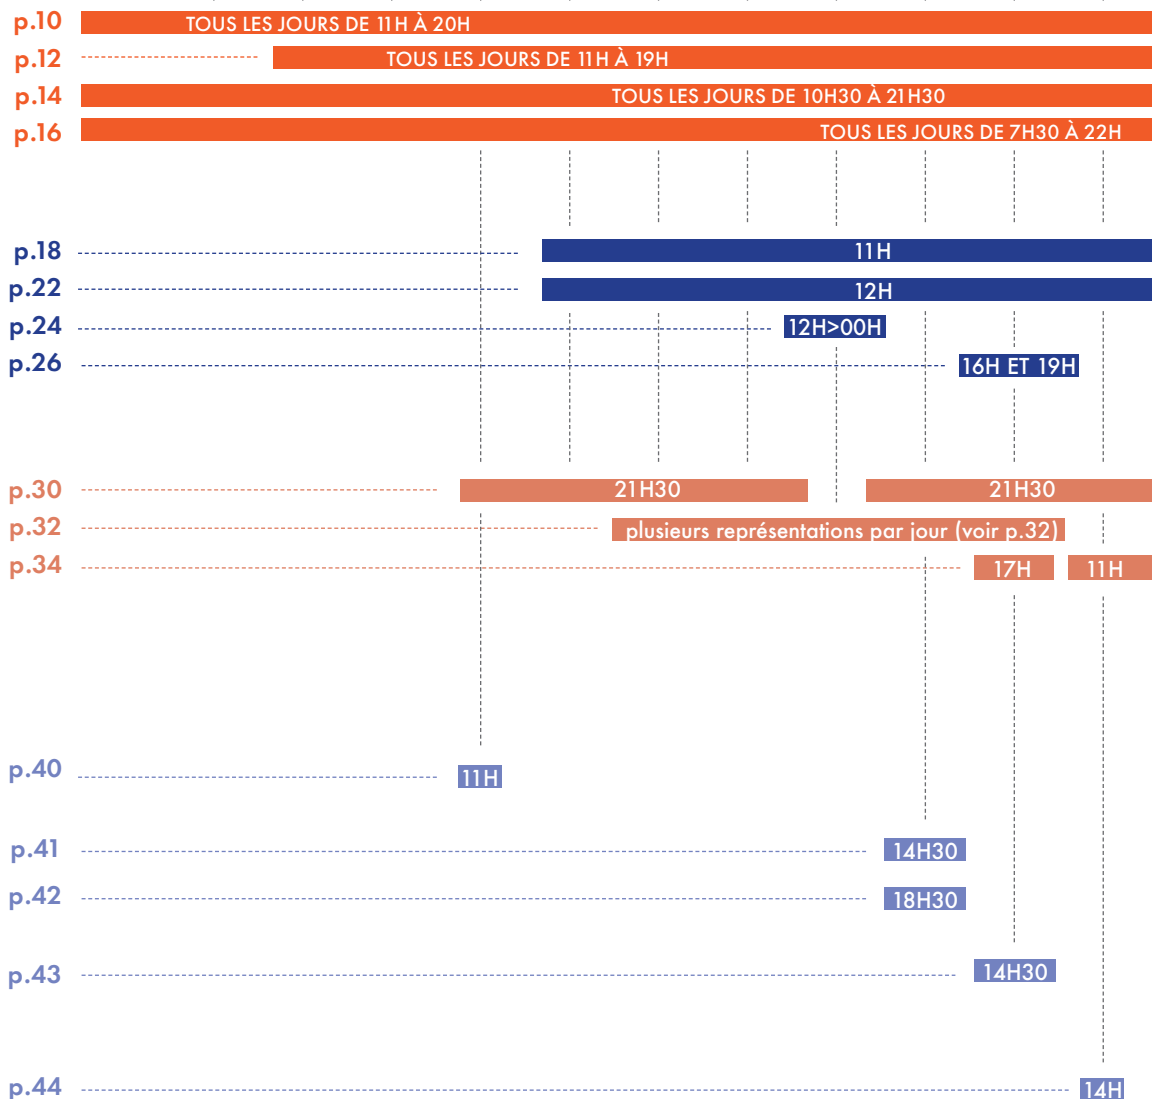 p.10 TOUS LES JOURS DE 11H À 20H
p.12 TOUS LES JOURS DE 11H À 19H
p.14 TOUS LES JOURS DE 10H30 À 21H30
p.16 TOUS LES JOURS DE 7H30 À 22H
p.18 11H
p.22 12H
p.24 12H>00H
p.26 16H ET 19H
p.30 21H30 21H30
p.32 plusieurs représentations par jour (voir p.32)
p.34 17H 11H
p.40 11H
p.41 14H30
p.42 18H30
p.43 14H30
p.44 14H